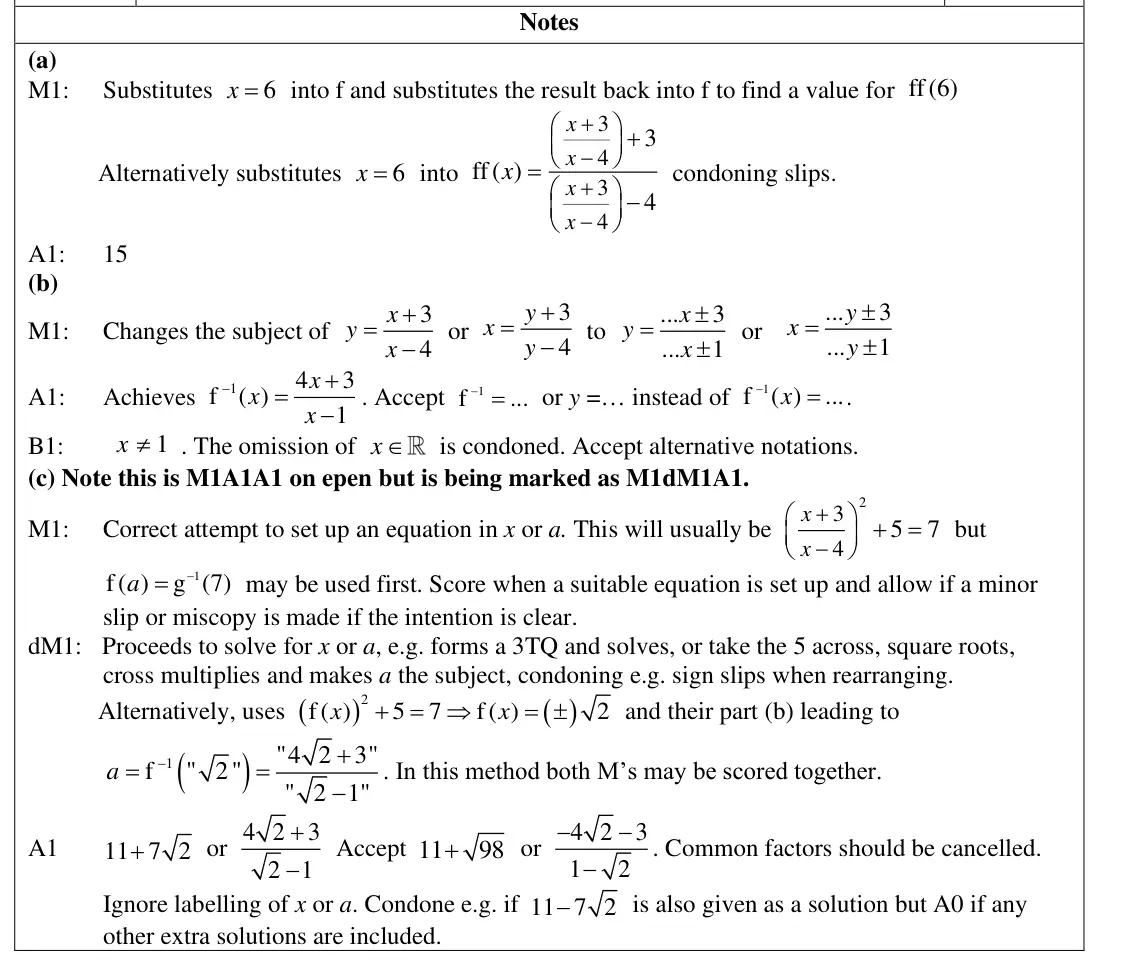 Notes
(a)
M1: Substitutes x = 6 into f and substitutes the result back into f to find a value for ff(6)
Alternatively substitutes x = 6 into ff(x) = (((x+3)/(x−4))+3)/(((x+3)/(x−4))−4) condoning slips.
A1: 15
(b)
M1: Changes the subject of y = (x+3)/(x−4) or x = (y+3)/(y−4) to y = (...x±3)/(...x±1) or x = (...y±3)/(...y±1)
A1: Achieves f⁻¹(x) = (4x+3)/(x−1). Accept f⁻¹ = ... or y =… instead of f⁻¹(x) = ....
B1: x ≠ 1 . The omission of x∈ℝ is condoned. Accept alternative notations.
(c) Note this is M1A1A1 on epen but is being marked as M1dM1A1.
M1: Correct attempt to set up an equation in x or a. This will usually be ((x+3)/(x−4))² + 5 = 7 but
f(a) = g⁻¹(7) may be used first. Score when a suitable equation is set up and allow if a minor
slip or miscopy is made if the intention is clear.
dM1: Proceeds to solve for x or a, e.g. forms a 3TQ and solves, or take the 5 across, square roots,
cross multiplies and makes a the subject, condoning e.g. sign slips when rearranging.
Alternatively, uses (f(x))² + 5 = 7 ⇒ f(x) = (±)√2 and their part (b) leading to
a = f⁻¹("√2") = "4√2+3"/"√2−1". In this method both M's may be scored together.
A1 11+7√2 or (4√2+3)/(√2−1) Accept 11+√98 or (−4√2−3)/(1−√2). Common factors should be cancelled.
Ignore labelling of x or a. Condone e.g. if 11−7√2 is also given as a solution but A0 if any
other extra solutions are included.